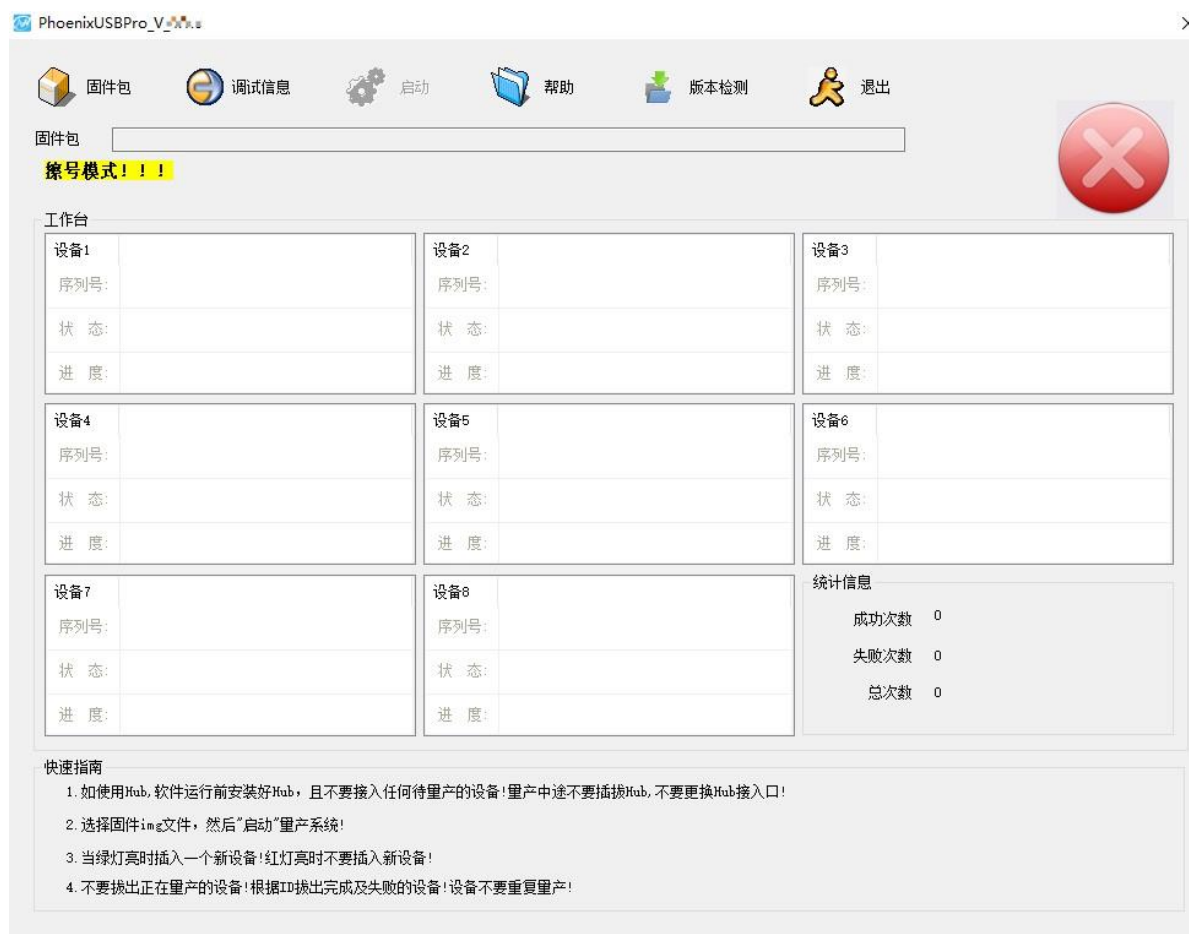 PhoenixUSBPro_V
固件包 调试信息 启动 帮助 版本检测 退出
固件包
擦号模式!!!
工作台
设备1 设备2 设备3
序列号: 序列号: 序列号:
状 态: 状 态: 状 态:
进 度: 进 度: 进 度:
设备4 设备5 设备6
序列号: 序列号: 序列号:
状 态: 状 态: 状 态:
进 度: 进 度: 进 度:
设备7 设备8 统计信息
序列号: 序列号: 成功次数 0
状 态: 状 态: 失败次数 0
进 度: 进 度: 总次数 0
快速指南
1.如使用Hub,软件运行前安装好Hub，且不要接入任何待量产的设备!量产中途不要插拔Hub,不要更换Hub接入口!
2.选择固件img文件，然后"启动"量产系统!
3.当绿灯亮时插入一个新设备!红灯亮时不要插入新设备!
4.不要拔出正在量产的设备!根据ID拔出完成及失败的设备!设备不要重复量产!